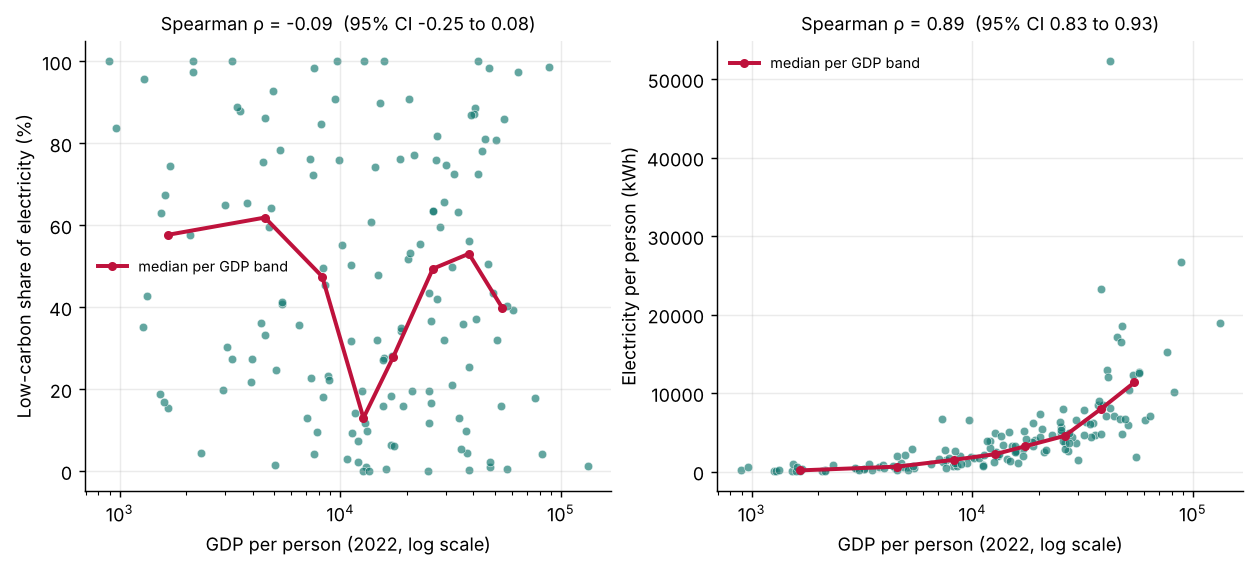 Spearman ρ = -0.09  (95% CI -0.25 to 0.08)
Low-carbon share of electricity (%)
100
80
60
40
20
0
median per GDP band
10³
10⁴
10⁵
GDP per person (2022, log scale)
Spearman ρ = 0.89  (95% CI 0.83 to 0.93)
median per GDP band
Electricity per person (kWh)
50000
40000
30000
20000
10000
0
10³
10⁴
10⁵
GDP per person (2022, log scale)